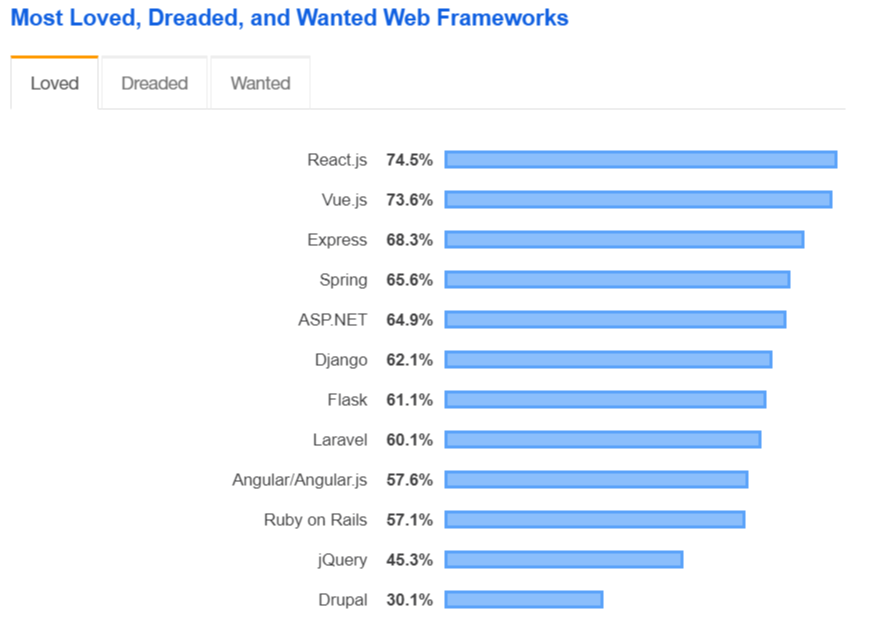 Most Loved, Dreaded, and Wanted Web Frameworks
Loved Dreaded Wanted
React.js 74.5%
Vue.js 73.6%
Express 68.3%
Spring 65.6%
ASP.NET 64.9%
Django 62.1%
Flask 61.1%
Laravel 60.1%
Angular/Angular.js 57.6%
Ruby on Rails 57.1%
jQuery 45.3%
Drupal 30.1%